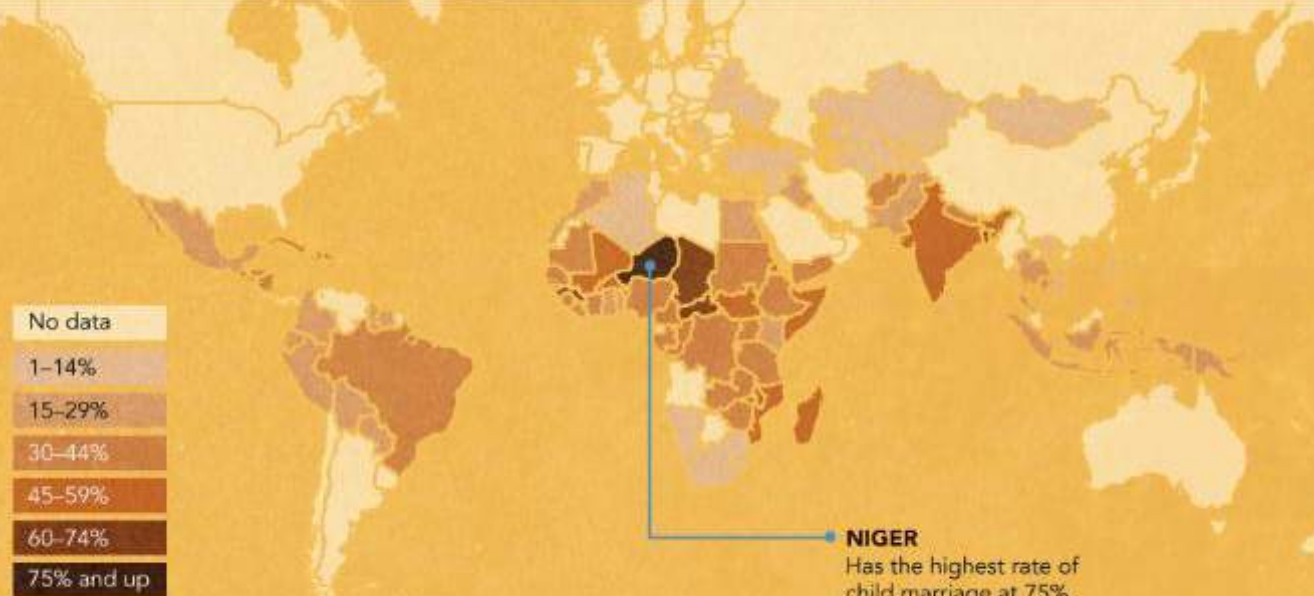 No data
1–14%
15–29%
30–44%
45–59%
60–74%
75% and up
NIGER
Has the highest rate of
child marriage at 75%